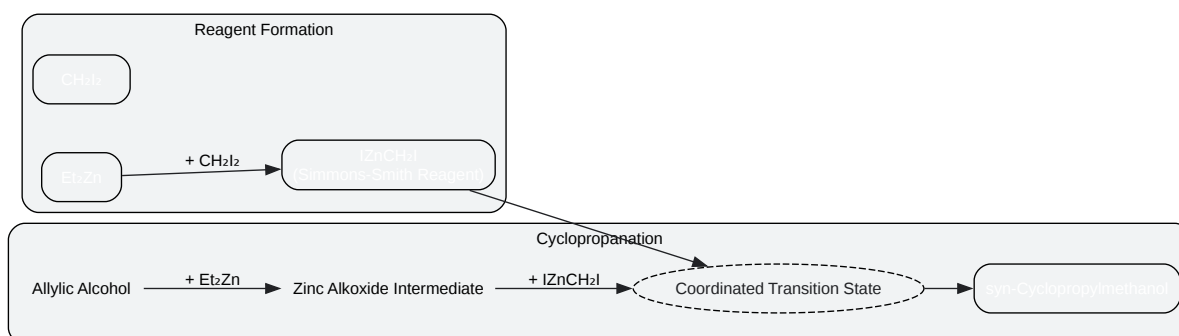 Reagent Formation
CH₂I₂
Et₂Zn
+ CH₂I₂
IZnCH₂I
(Simmons-Smith Reagent)
Cyclopropanation
Allylic Alcohol
+ Et₂Zn
Zinc Alkoxide Intermediate
+ IZnCH₂I
Coordinated Transition State
syn-Cyclopropylmethanol